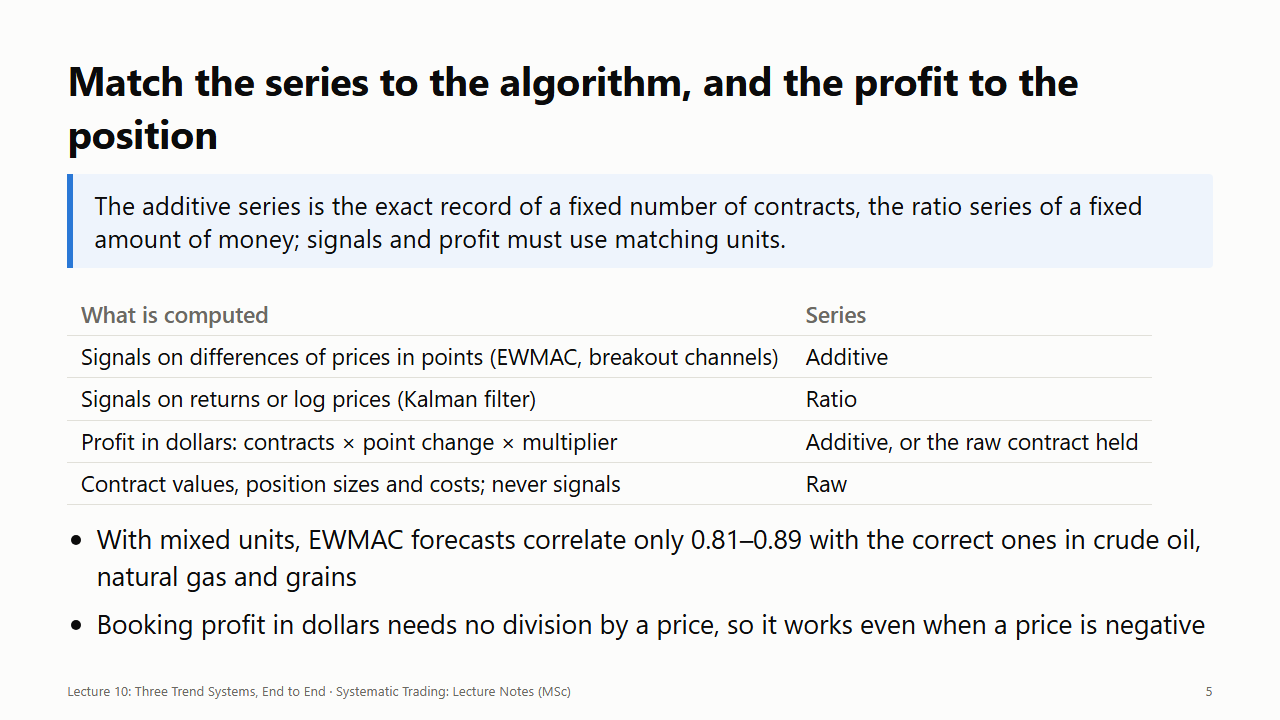 Match the series to the algorithm, and the profit to the
position
The additive series is the exact record of a fixed number of contracts, the ratio series of a fixed
amount of money; signals and profit must use matching units.
What is computed Series
Signals on differences of prices in points (EWMAC, breakout channels) Additive
Signals on returns or log prices (Kalman filter) Ratio
Profit in dollars: contracts × point change × multiplier Additive, or the raw contract held
Contract values, position sizes and costs; never signals Raw
• With mixed units, EWMAC forecasts correlate only 0.81–0.89 with the correct ones in crude oil,
natural gas and grains
• Booking profit in dollars needs no division by a price, so it works even when a price is negative
Lecture 10: Three Trend Systems, End to End · Systematic Trading: Lecture Notes (MSc) 5